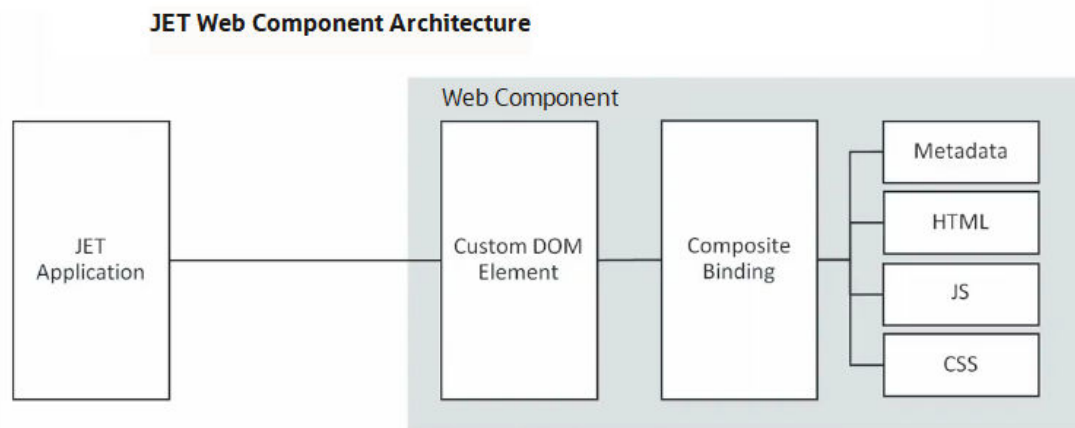 JET Web Component Architecture
Web Component
JET
Application
Custom DOM
Element
Composite
Binding
Metadata
HTML
JS
CSS